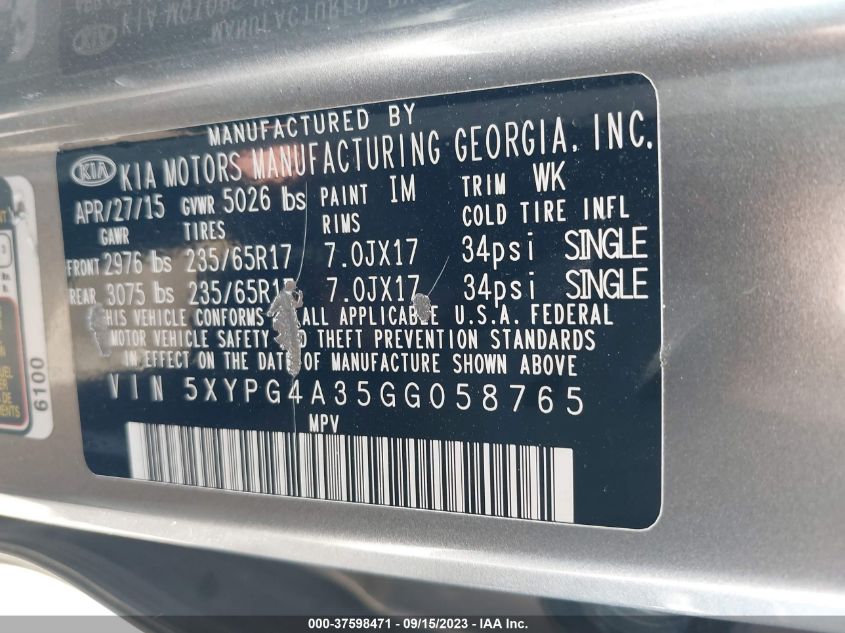 MANUFACTURED BY
KIA KIA MOTORS MANUFACTURING GEORGIA, INC.
APR/27/15 GVWR 5026 lbs PAINT IM TRIM WK
GAWR TIRES RIMS COLD TIRE INFL
FRONT 2976 lbs 235/65R17 7.0JX17 34psi SINGLE
REAR 3075 lbs 235/65R17 7.0JX17 34psi SINGLE
THIS VEHICLE CONFORMS ALL APPLICABLE U.S.A. FEDERAL
MOTOR VEHICLE SAFETY THEFT PREVENTION STANDARDS
IN EFFECT ON THE DATE OF MANUFACTURE SHOWN ABOVE
VIN 5XYPG4A35GG058765
MPV
6100
000-37598471 - 09/15/2023 - IAA Inc.